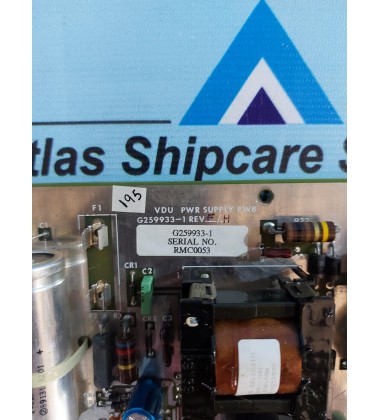 tlas Shipcare S
195
F1
VDU PWR SUPPLY PWB
G259933-1 REV H
G259933-1
SERIAL NO.
RMC0053
C1
CR1
C2
C3